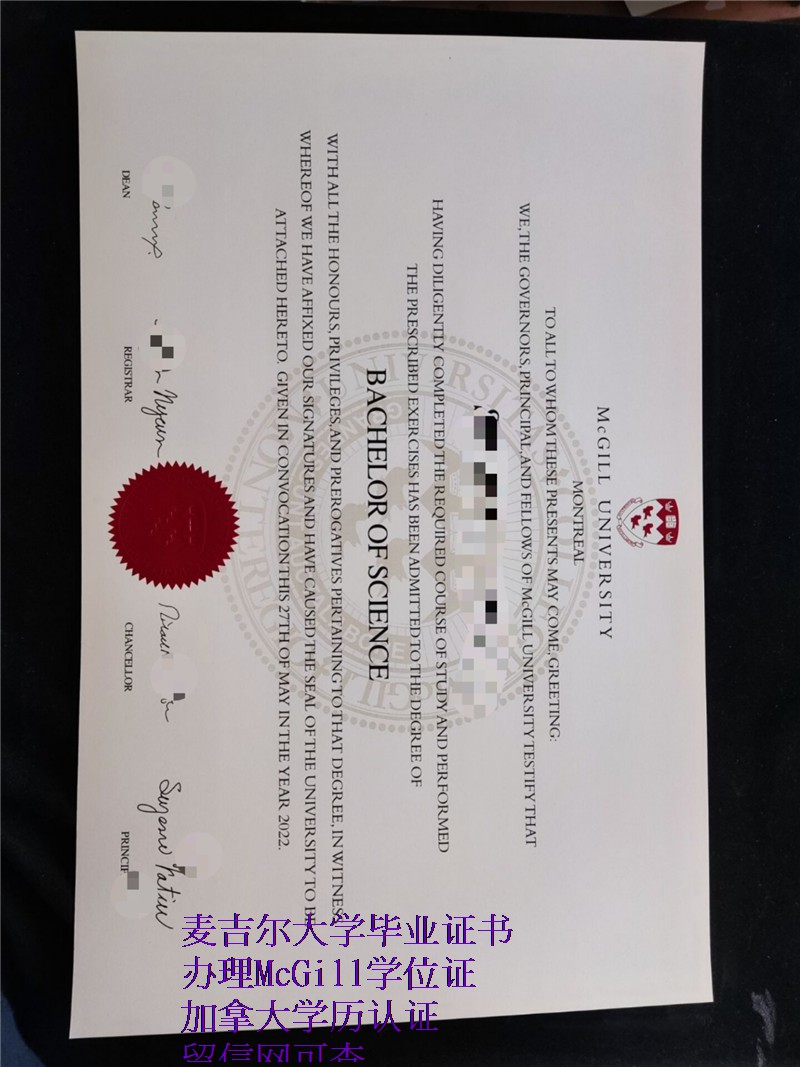 McGILL UNIVERSITY
MONTREAL
TO ALL TO WHOM THESE PRESENTS MAY COME, GREETING:
WE, THE GOVERNORS, PRINCIPAL, AND FELLOWS OF McGILL UNIVERSITY TESTIFY THAT
HAVING DILIGENTLY COMPLETED THE REQUIRED COURSE OF STUDY AND PERFORMED
THE PRESCRIBED EXERCISES HAS BEEN ADMITTED TO THE DEGREE OF
BACHELOR OF SCIENCE
WITH ALL THE HONOURS, PRIVILEGES, AND PREROGATIVES PERTAINING TO THAT DEGREE, IN WITNESS
WHEREOF WE HAVE AFFIXED OUR SIGNATURES AND HAVE CAUSED THE SEAL OF THE UNIVERSITY TO BE
ATTACHED HERETO, GIVEN IN CONVOCATION THIS 27TH OF MAY IN THE YEAR 2022.
DEAN
REGISTRAR
CHANCELLOR
麦吉尔大学毕业证书
办理McGill学位证
加拿大学历认证
留信网可查